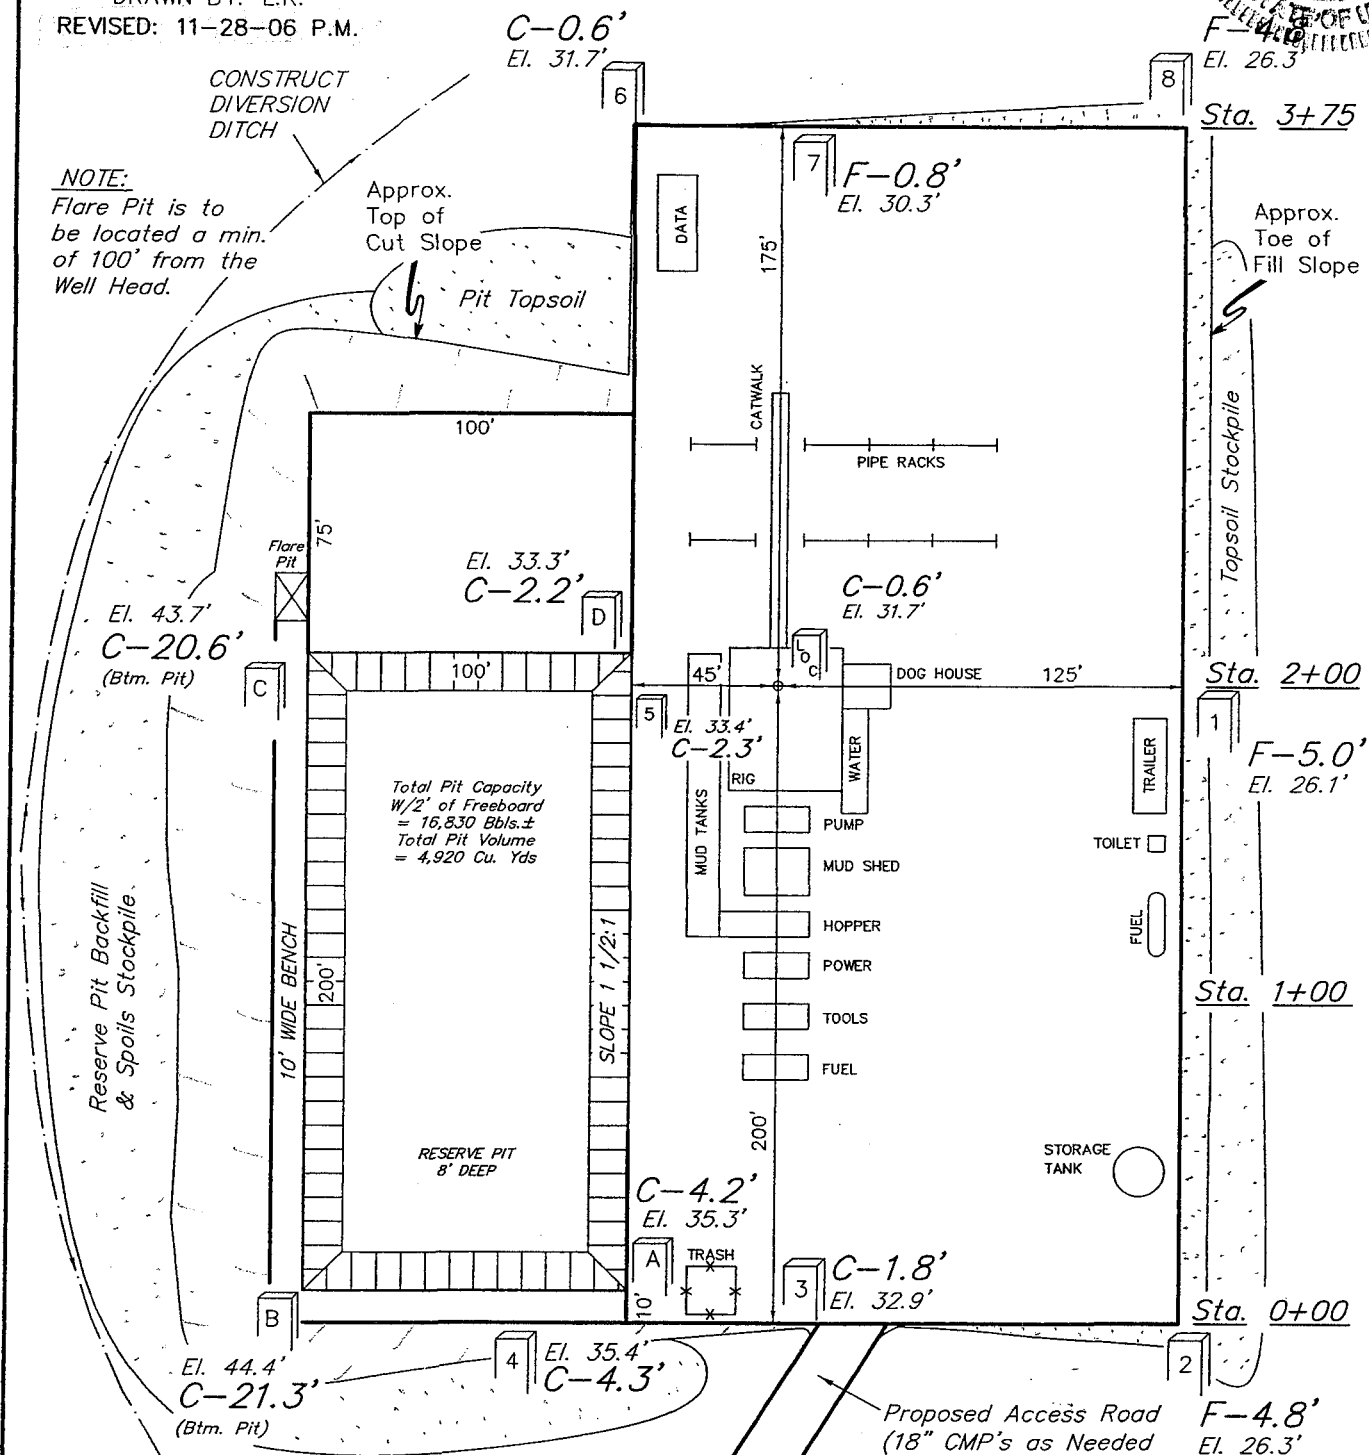 DRAWN BY: L.K.
REVISED: 11-28-06 P.M.
C-0.6'
El. 31.7'
6
F-4.8'
El. 26.3'
8
Sta. 3+75
CONSTRUCT
DIVERSION
DITCH
NOTE:
Flare Pit is to
be located a min.
of 100' from the
Well Head.
Approx.
Top of
Cut Slope
Pit Topsoil
DATA
175'
7
F-0.8'
El. 30.3'
Approx.
Toe of
Fill Slope
Topsoil Stockpile
CATWALK
PIPE RACKS
100'
75'
Flare
Pit
El. 33.3'
C-2.2'
D
C-0.6'
El. 31.7'
El. 43.7'
C-20.6'
(Btm. Pit)
C
100'
45'
LOC
DOG HOUSE
125'
Sta. 2+00
5
El. 33.4'
C-2.3'
1
F-5.0'
El. 26.1'
RIG
WATER
TRAILER
Total Pit Capacity
W/2' of Freeboard
= 16,830 Bbls.±
Total Pit Volume
= 4,920 Cu. Yds
MUD TANKS
PUMP
TOILET
MUD SHED
HOPPER
FUEL
POWER
TOOLS
FUEL
Sta. 1+00
Reserve Pit Backfill
& Spoils Stockpile
10' WIDE BENCH
200'
SLOPE 1 1/2:1
RESERVE PIT
8' DEEP
200'
STORAGE
TANK
C-4.2'
El. 35.3'
A
TRASH
10'
3
C-1.8'
El. 32.9'
Sta. 0+00
B
El. 44.4'
C-21.3'
(Btm. Pit)
4
El. 35.4'
C-4.3'
2
F-4.8'
El. 26.3'
Proposed Access Road
(18" CMP's as Needed